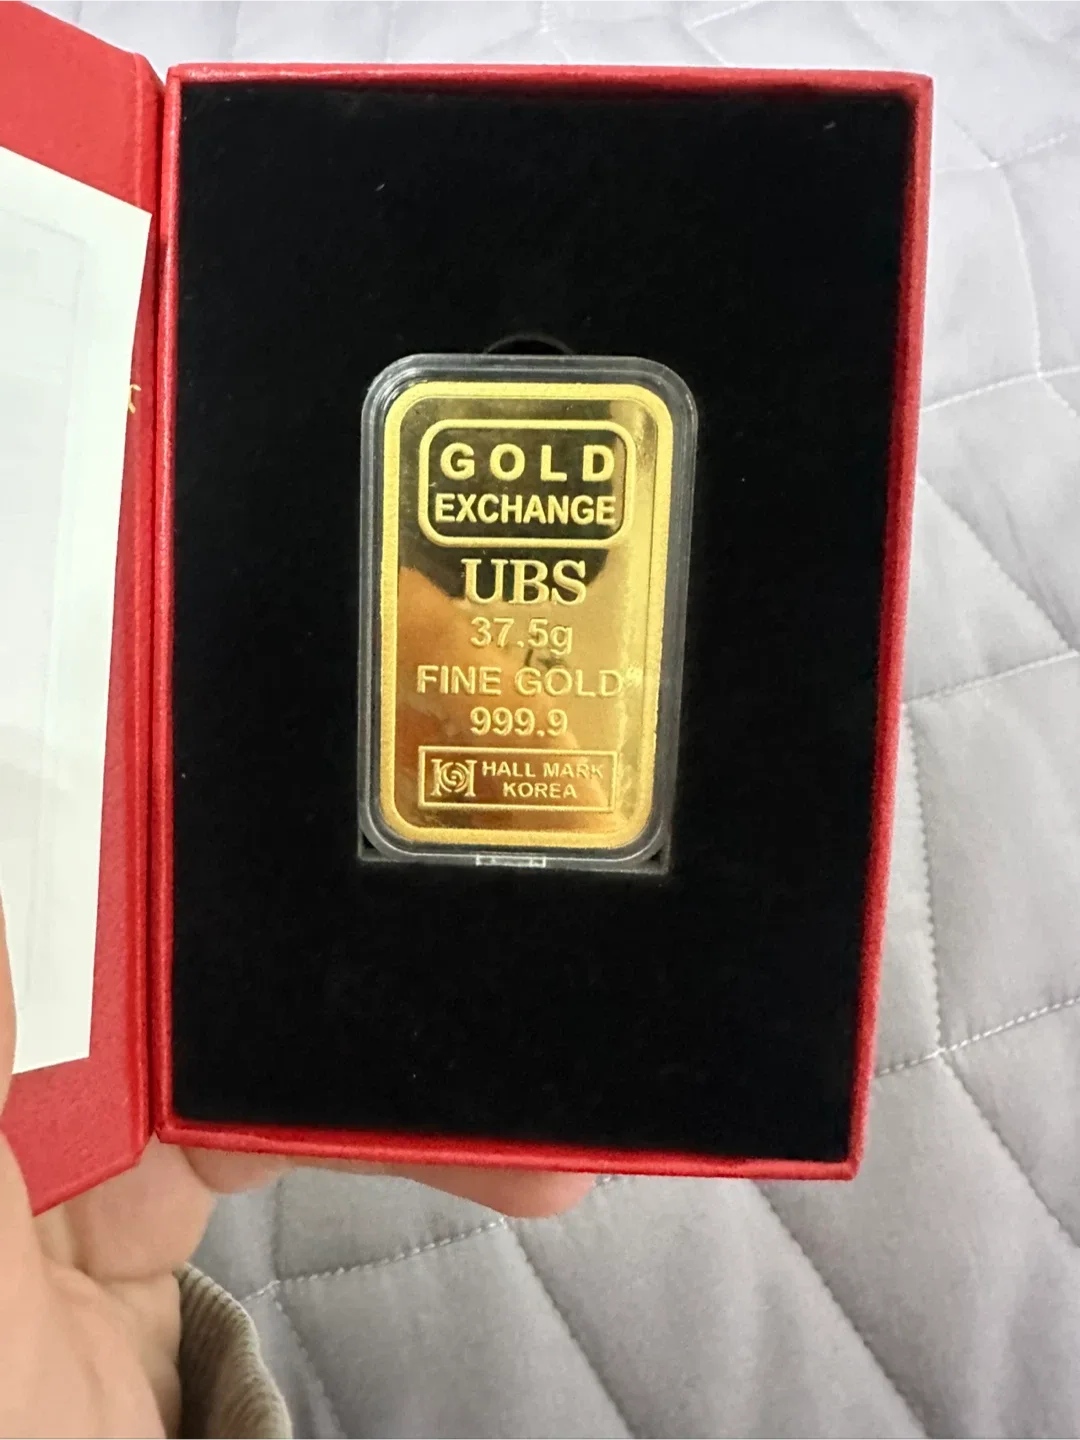 GOLD
EXCHANGE
UBS
37.5g
FINE GOLD
999.9
HALL MARK
KOREA